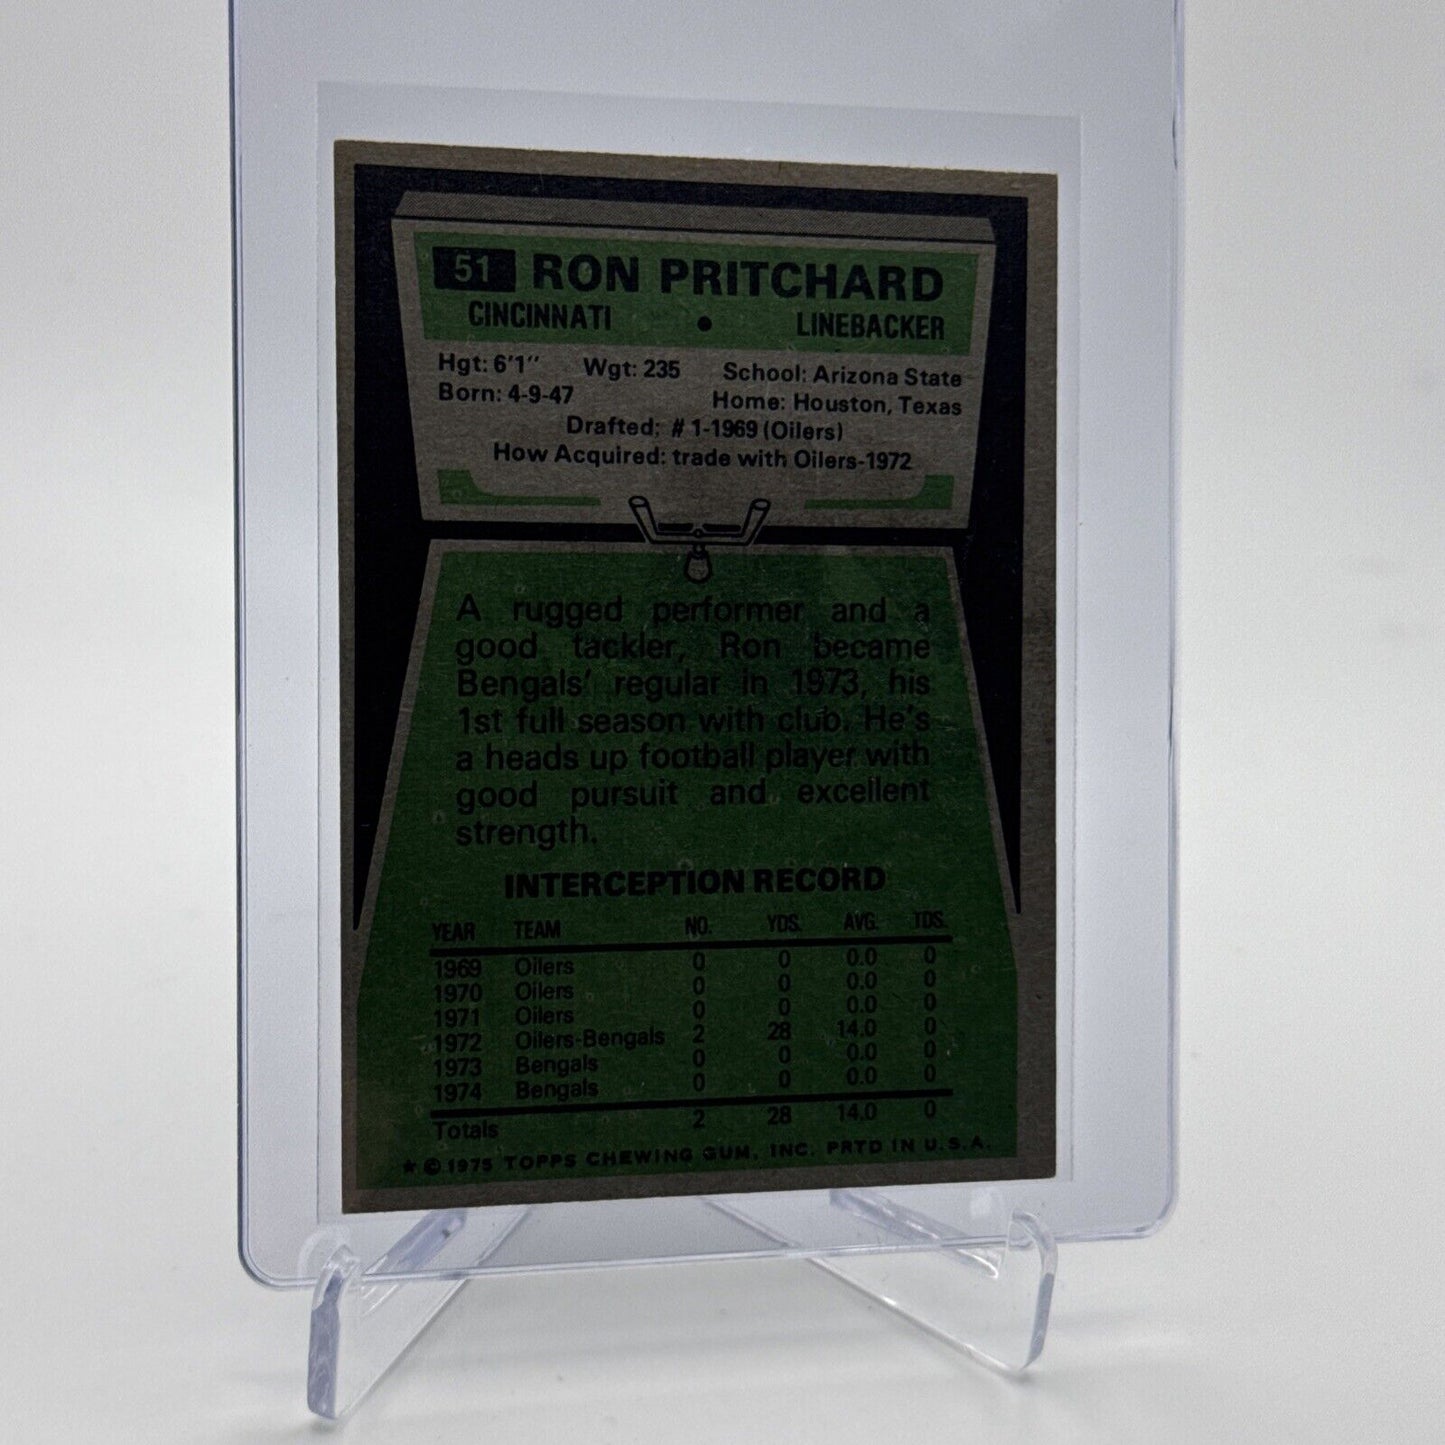 51 RON PRITCHARD
CINCINNATI • LINEBACKER
Hgt: 6'1" Wgt: 235 School: Arizona State
Born: 4-9-47 Home: Houston, Texas
Drafted: # 1-1969 (Oilers)
How Acquired: trade with Oilers-1972
A rugged performer and a
good tackler, Ron became
Bengals' regular in 1973, his
1st full season with club. He's
a heads up football player with
good pursuit and excellent
strength.
INTERCEPTION RECORD
YEAR TEAM NO. YDS. AVG. TDS.
1969 Oilers 0 0 0.0 0
1970 Oilers 0 0 0.0 0
1971 Oilers 0 0 0.0 0
1972 Oilers-Bengals 2 28 14.0 0
1973 Bengals 0 0 0.0 0
1974 Bengals 0 0 0.0 0
Totals 2 28 14.0 0
★ © 1975 TOPPS CHEWING GUM, INC. PRTD IN U.S.A.